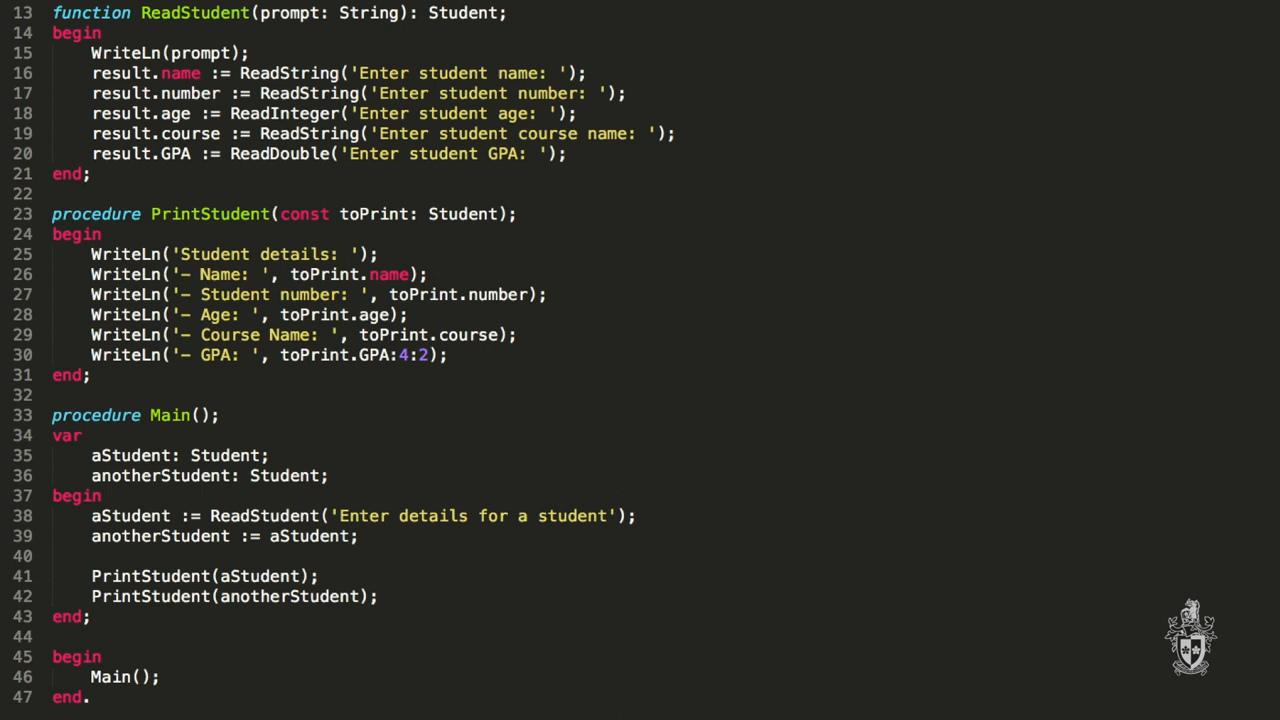 13 function ReadStudent(prompt: String): Student;
14 begin
15     WriteLn(prompt);
16     result.name := ReadString('Enter student name: ');
17     result.number := ReadString('Enter student number: ');
18     result.age := ReadInteger('Enter student age: ');
19     result.course := ReadString('Enter student course name: ');
20     result.GPA := ReadDouble('Enter student GPA: ');
21 end;
22
23 procedure PrintStudent(const toPrint: Student);
24 begin
25     WriteLn('Student details: ');
26     WriteLn('- Name: ', toPrint.name);
27     WriteLn('- Student number: ', toPrint.number);
28     WriteLn('- Age: ', toPrint.age);
29     WriteLn('- Course Name: ', toPrint.course);
30     WriteLn('- GPA: ', toPrint.GPA:4:2);
31 end;
32
33 procedure Main();
34 var
35     aStudent: Student;
36     anotherStudent: Student;
37 begin
38     aStudent := ReadStudent('Enter details for a student');
39     anotherStudent := aStudent;
40
41     PrintStudent(aStudent);
42     PrintStudent(anotherStudent);
43 end;
44
45 begin
46     Main();
47 end.